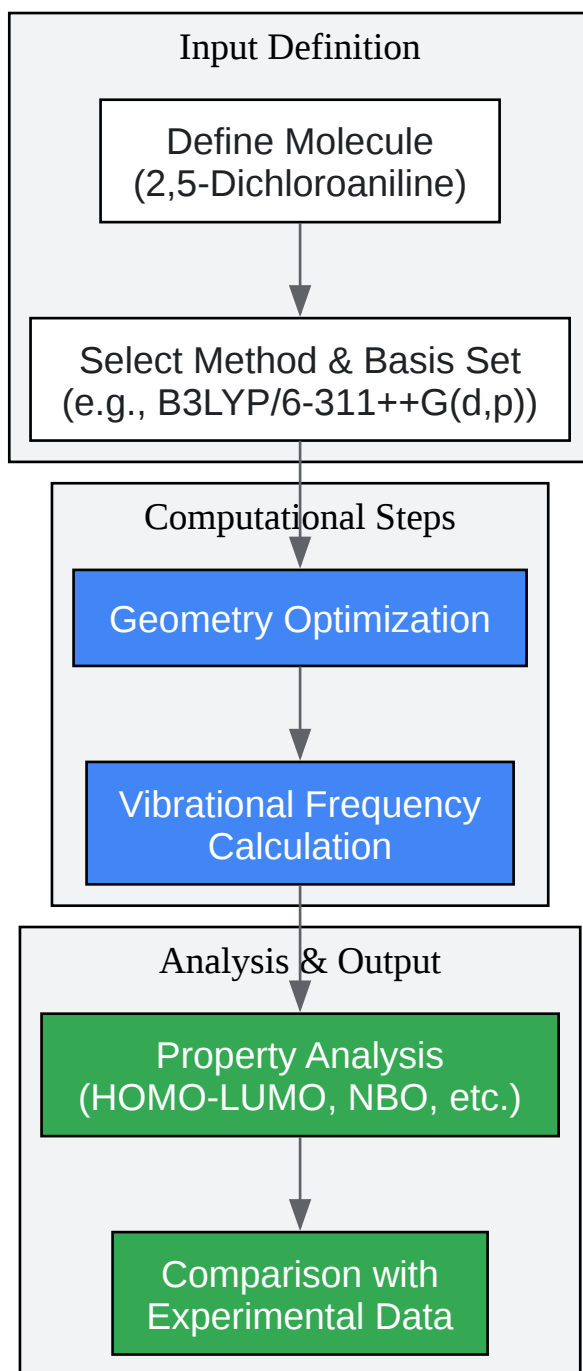 Input Definition
Define Molecule
(2,5-Dichloroaniline)
Select Method & Basis Set
(e.g., B3LYP/6-311++G(d,p))
Computational Steps
Geometry Optimization
Vibrational Frequency
Calculation
Analysis & Output
Property Analysis
(HOMO-LUMO, NBO, etc.)
Comparison with
Experimental Data